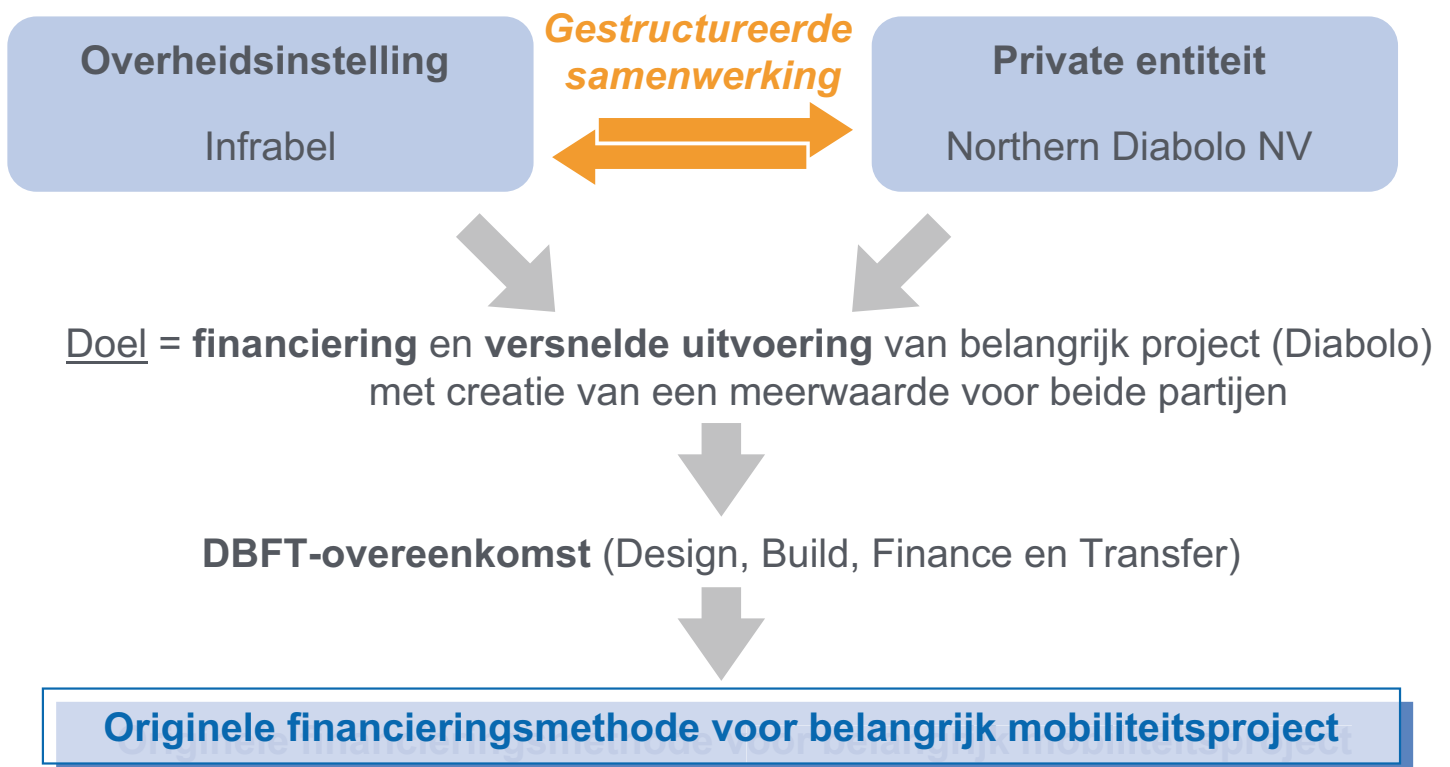 Overheidsinstelling
Infrabel
Gestructureerde
samenwerking
Private entiteit
Northern Diabolo NV
Doel = financiering en versnelde uitvoering van belangrijk project (Diabolo)
met creatie van een meerwaarde voor beide partijen
DBFT-overeenkomst (Design, Build, Finance en Transfer)
Originele financieringsmethode voor belangrijk mobiliteitsproject